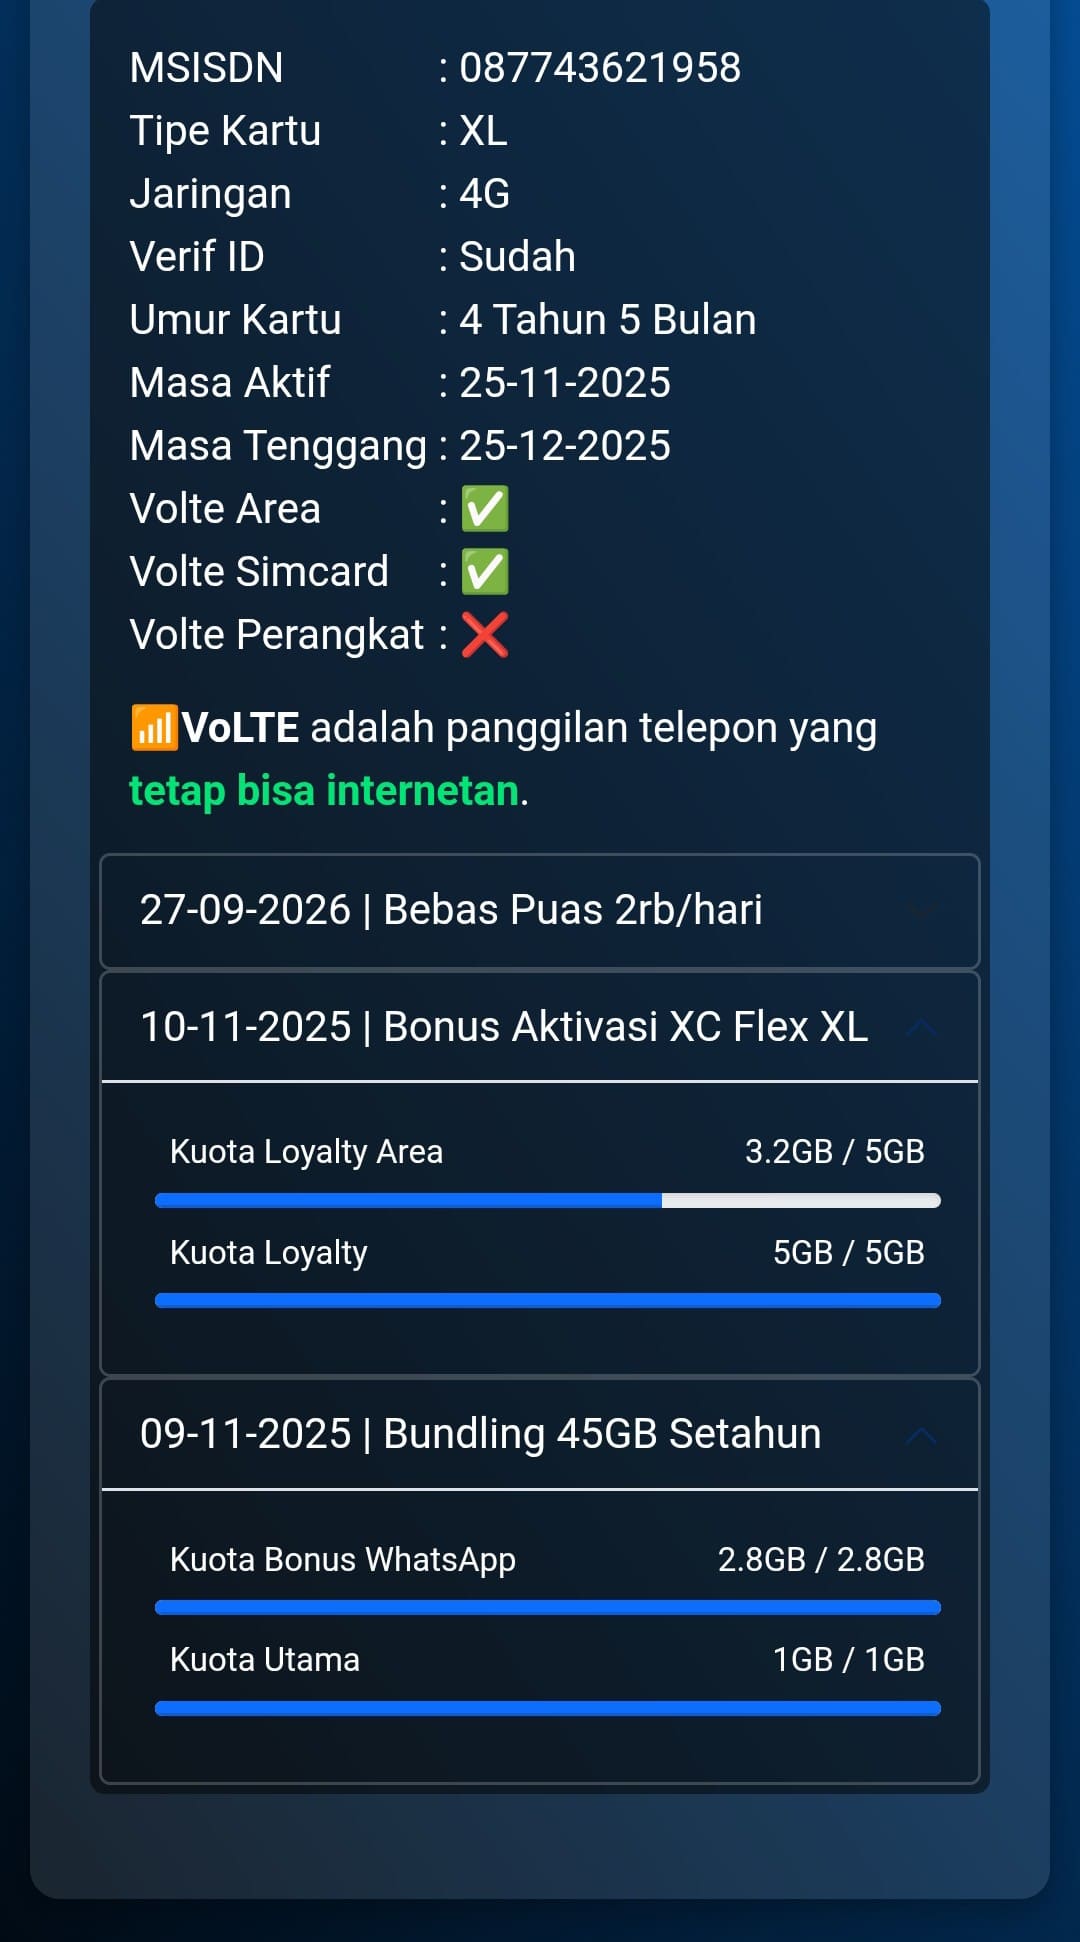 MSISDN : 087743621958
Tipe Kartu : XL
Jaringan : 4G
Verif ID : Sudah
Umur Kartu : 4 Tahun 5 Bulan
Masa Aktif : 25-11-2025
Masa Tenggang : 25-12-2025
Volte Area : ✅
Volte Simcard : ✅
Volte Perangkat : ❌
📶VoLTE adalah panggilan telepon yang
tetap bisa internetan.
27-09-2026 | Bebas Puas 2rb/hari
10-11-2025 | Bonus Aktivasi XC Flex XL
Kuota Loyalty Area 3.2GB / 5GB
Kuota Loyalty 5GB / 5GB
09-11-2025 | Bundling 45GB Setahun
Kuota Bonus WhatsApp 2.8GB / 2.8GB
Kuota Utama 1GB / 1GB